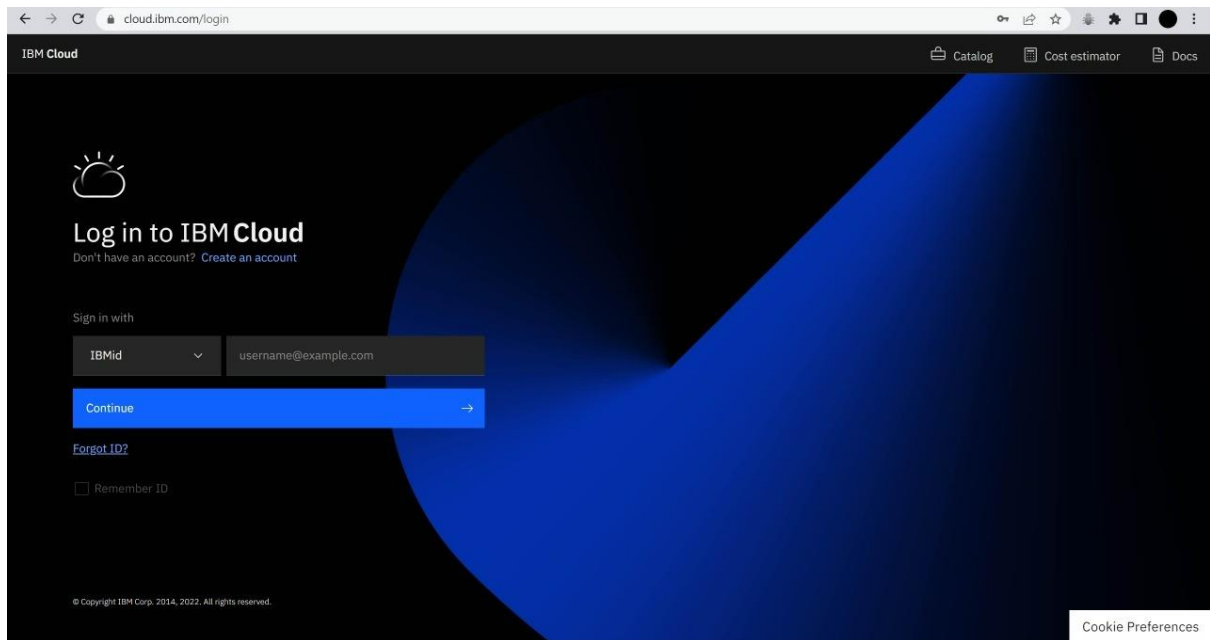 cloud.ibm.com/login
IBM Cloud
Catalog
Cost estimator
Docs
Log in to IBM Cloud
Don't have an account? Create an account
Sign in with
IBMid
username@example.com
Continue
Forgot ID?
Remember ID
© Copyright IBM Corp. 2014, 2022. All rights reserved.
Cookie Preferences